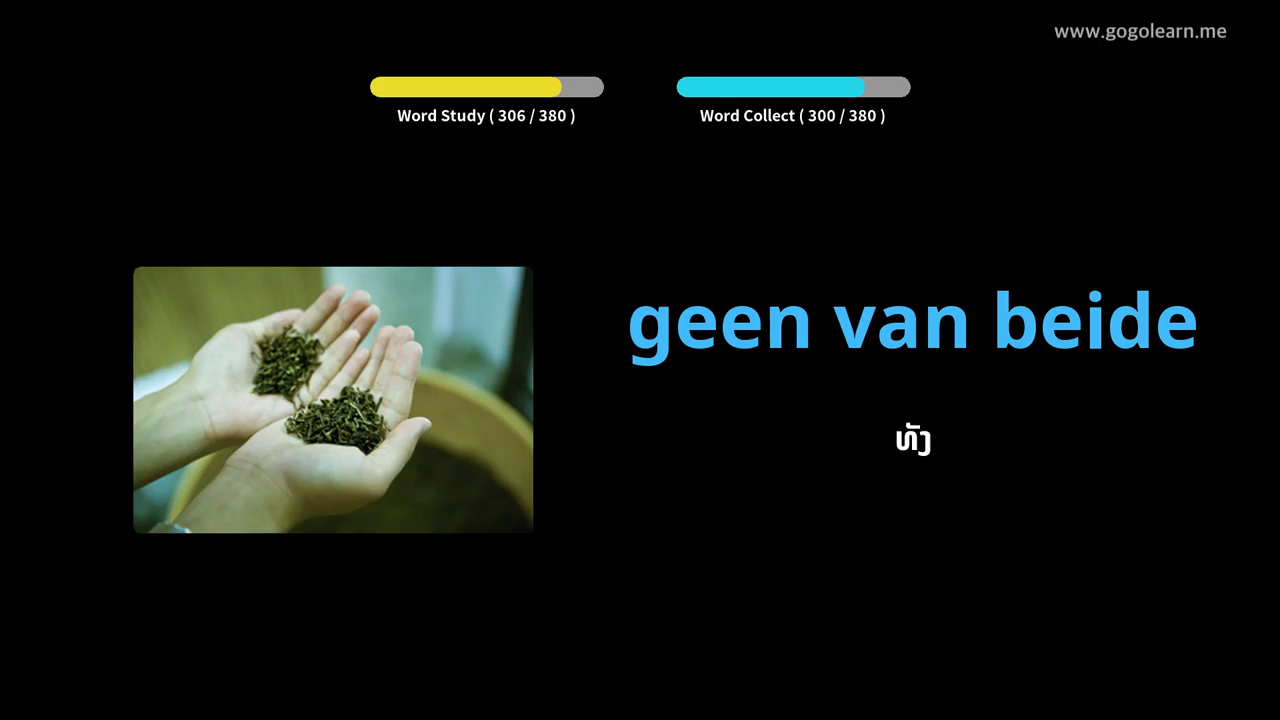 www.gogolearn.me
Word Study ( 306 / 380 )
Word Collect ( 300 / 380 )
geen van beide
ທັງ